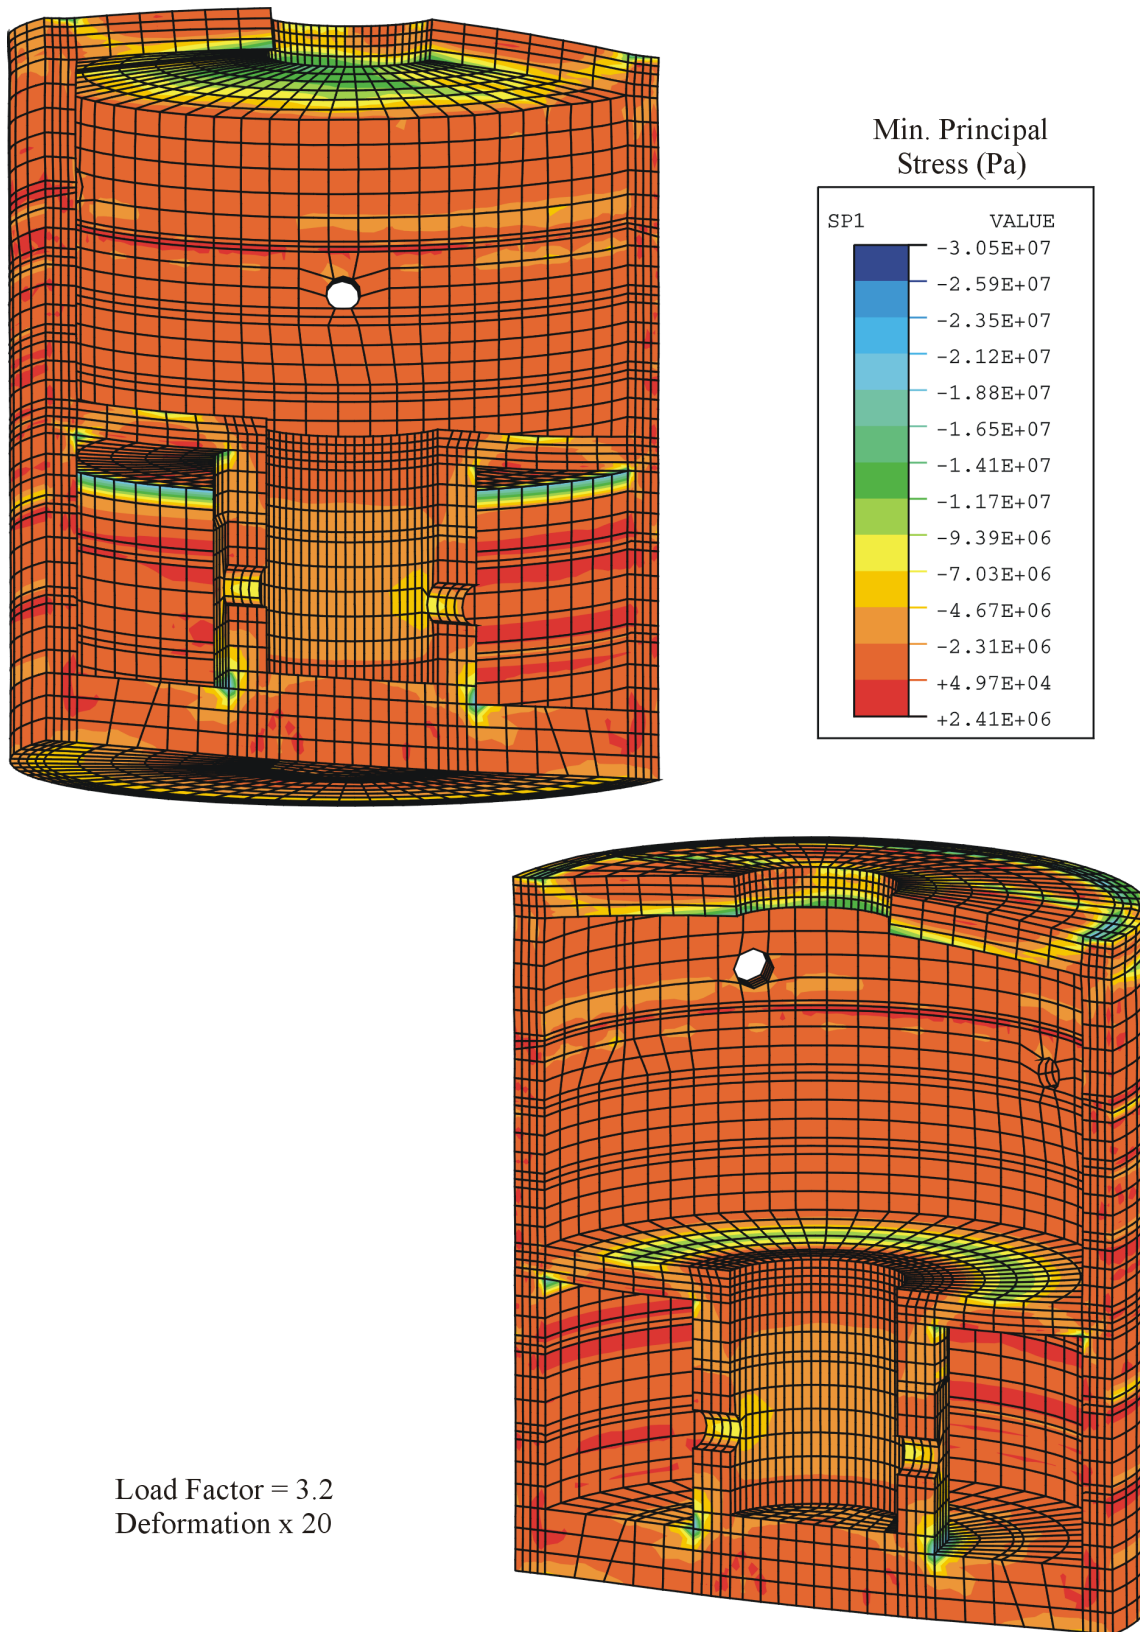 Min. Principal
Stress (Pa)
SP1 VALUE
-3.05E+07
-2.59E+07
-2.35E+07
-2.12E+07
-1.88E+07
-1.65E+07
-1.41E+07
-1.17E+07
-9.39E+06
-7.03E+06
-4.67E+06
-2.31E+06
+4.97E+04
+2.41E+06
Load Factor = 3.2
Deformation x 20